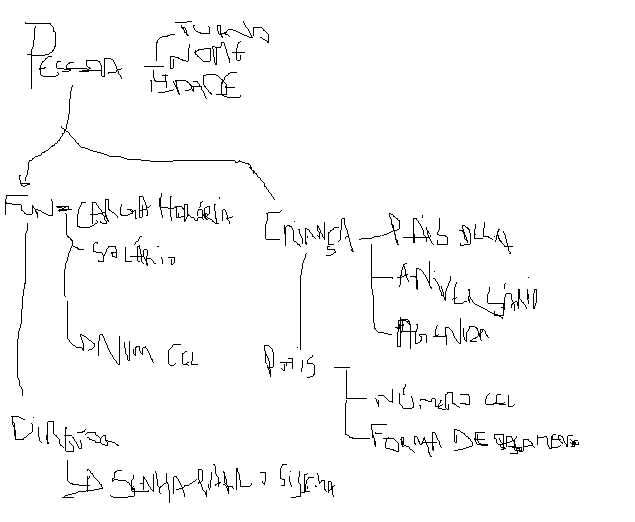 TURNO
PESSOA NOME
IDADE
FUN CARGA HORÁRIA
SALÁRIO
CRIANÇA PAIS DELA
ANIVERSÁRIO
AGENDA
NUM CEL
PAIS
NÚMERO CEL
DIRETOR
FORMA DE PAGAMENTO
SENHA PARA O SISTEMA